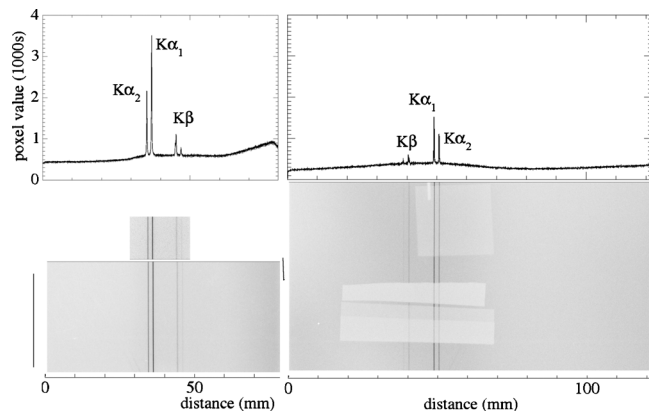 4
3
2
1
0
poxel value (1000s)
Kα₁
Kα₂
Kβ
Kα₁
Kβ
Kα₂
0
50
distance (mm)
0
100
distance (mm)